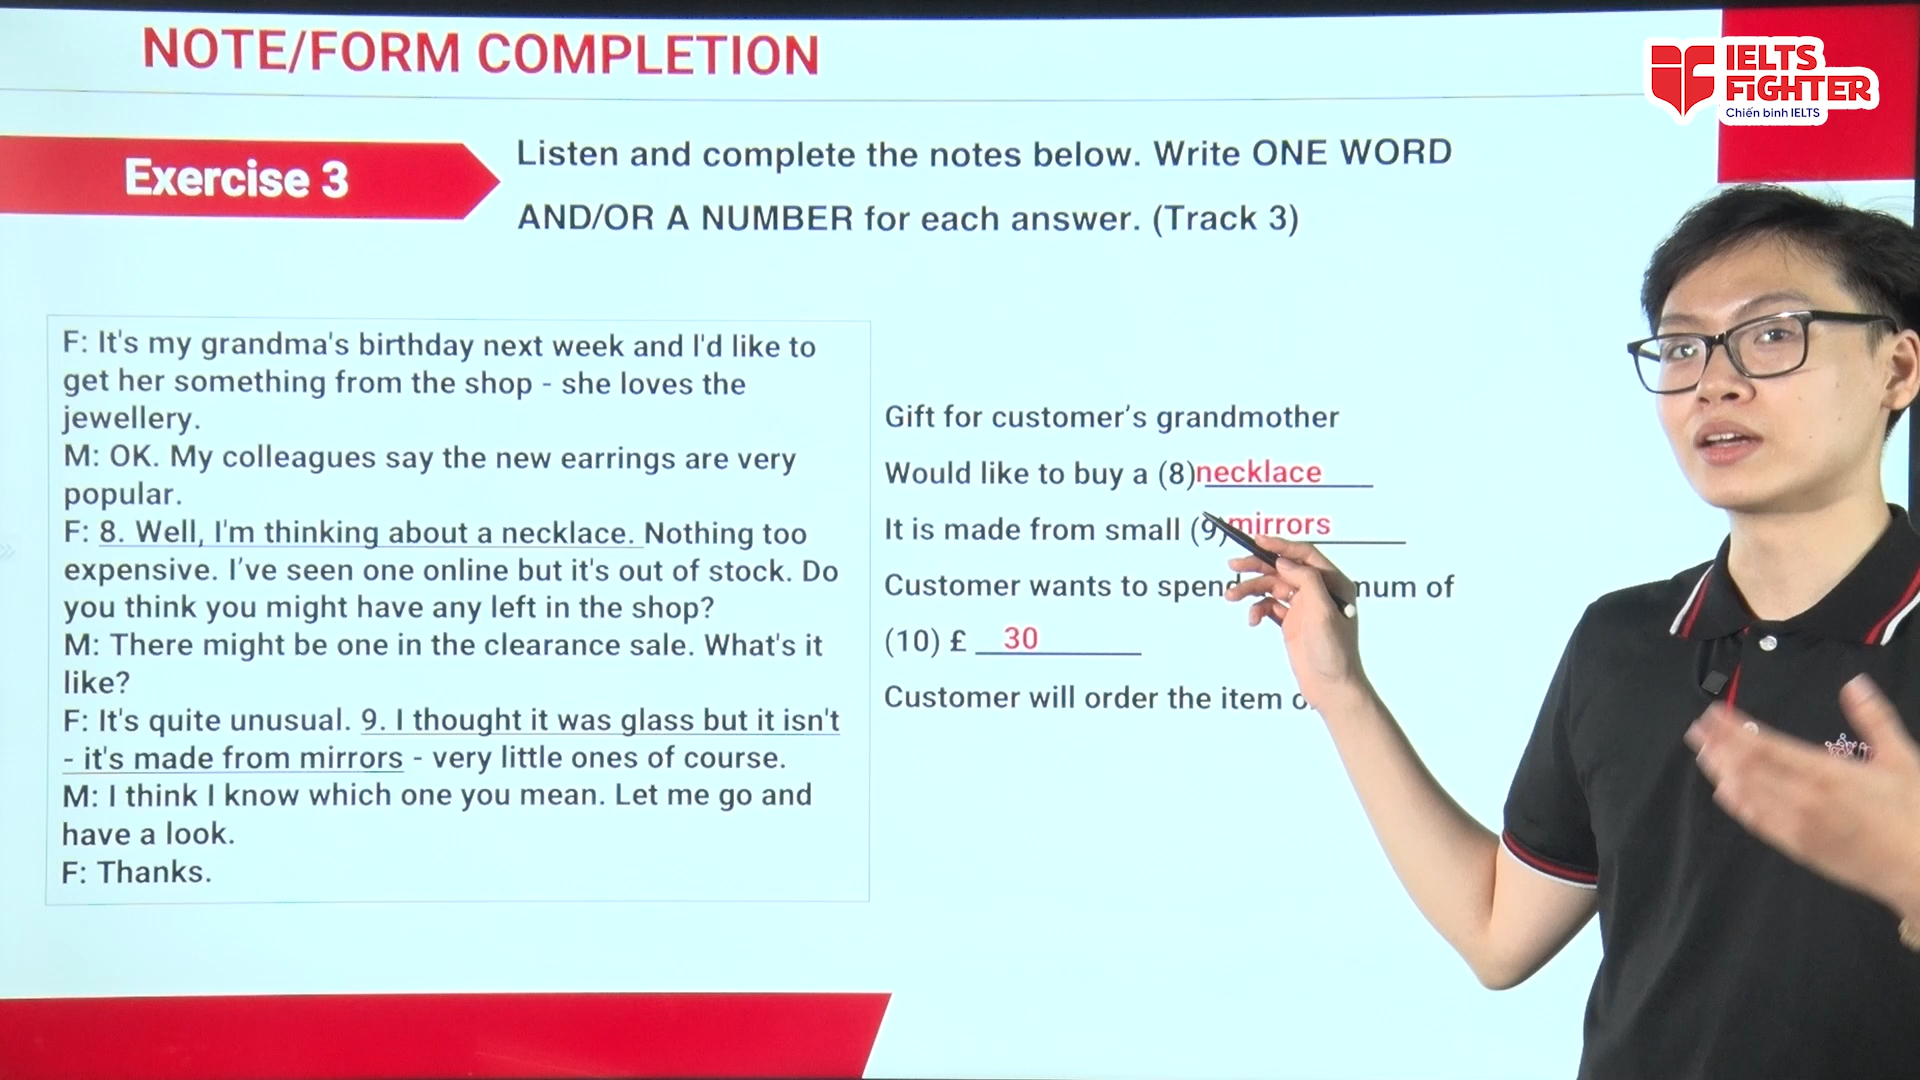 NOTE/FORM COMPLETION
IELTS
FIGHTER
Chiến binh IELTS
Exercise 3
Listen and complete the notes below. Write ONE WORD
AND/OR A NUMBER for each answer. (Track 3)
F: It's my grandma's birthday next week and I'd like to
get her something from the shop - she loves the
jewellery.
M: OK. My colleagues say the new earrings are very
popular.
F: 8. Well, I'm thinking about a necklace. Nothing too
expensive. I've seen one online but it's out of stock. Do
you think you might have any left in the shop?
M: There might be one in the clearance sale. What's it
like?
F: It's quite unusual. 9. I thought it was glass but it isn't
- it's made from mirrors - very little ones of course.
M: I think I know which one you mean. Let me go and
have a look.
F: Thanks.
Gift for customer's grandmother
Would like to buy a (8) necklace
It is made from small (9) mirrors
Customer wants to of
(10) £ 30
Customer will order the item